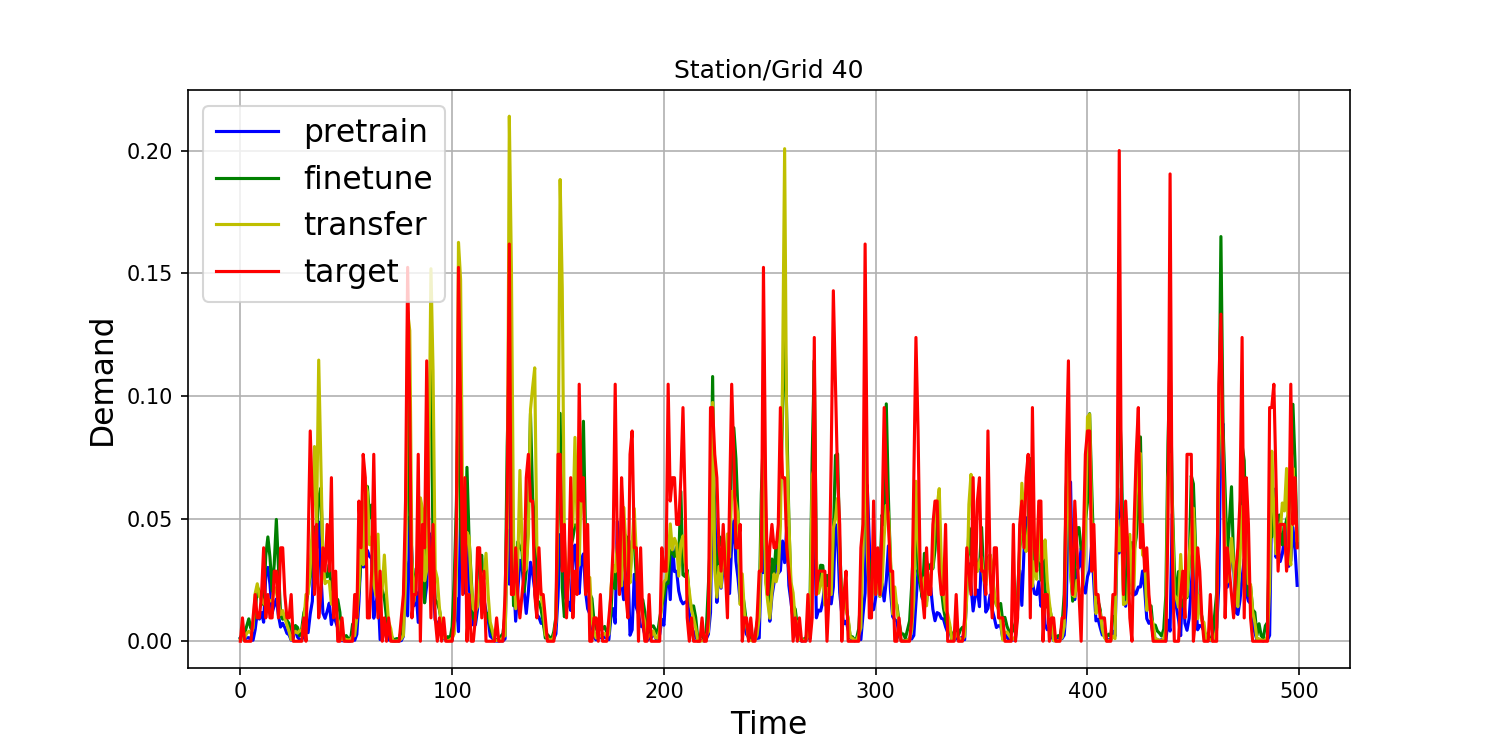 Station/Grid 40
pretrain
finetune
transfer
target
Demand
0.20
0.15
0.10
0.05
0.00
0 100 200 300 400 500
Time